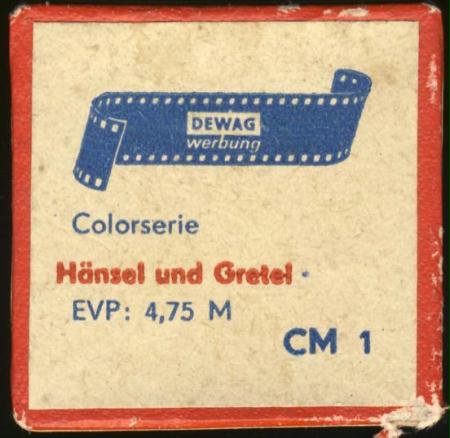 DEWAG
werbung
Colorserie
Hänsel und Gretel
EVP: 4,75 M
CM 1